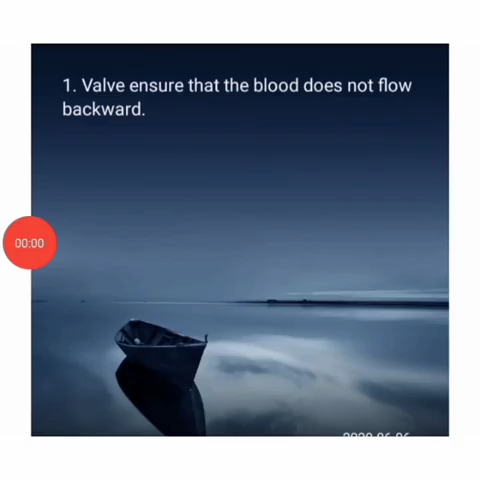 1. Valve ensure that the blood does not flow
backward.
00:00